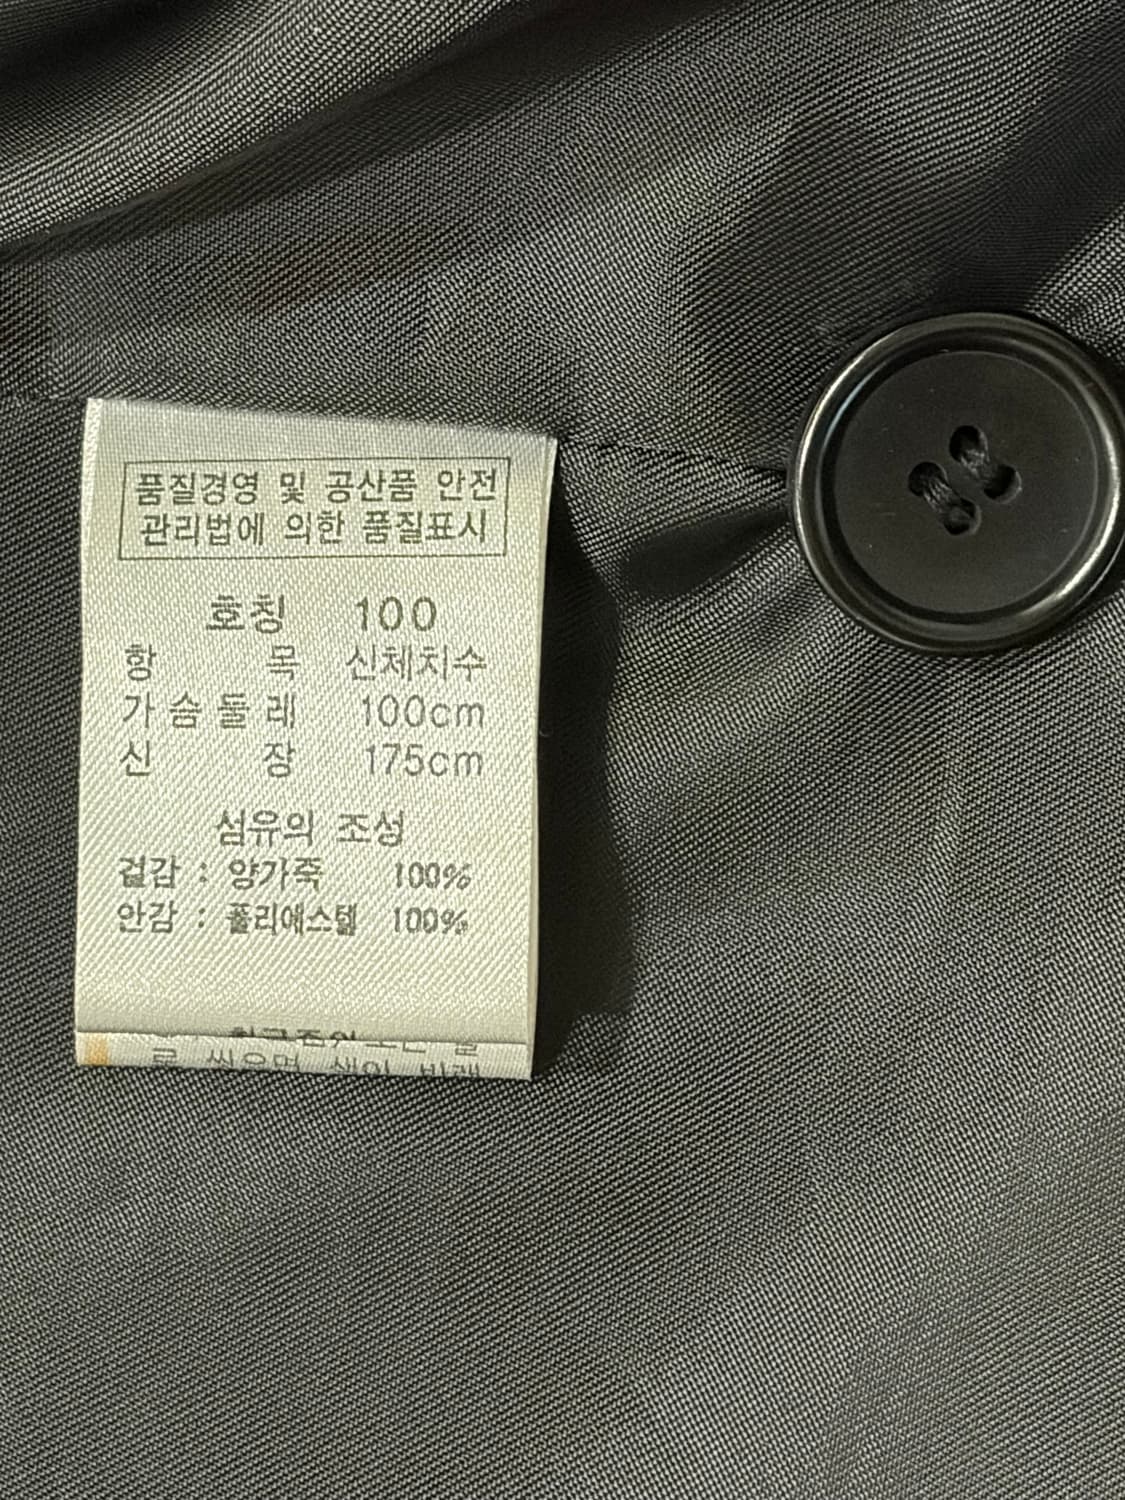 품질경영 및 공산품 안전
관리법에 의한 품질표시
호칭 100
항 목 신체치수
가슴둘레 100cm
신 장 175cm
섬유의 조성
겉감 : 양가죽 100%
안감 : 폴리에스텔 100%